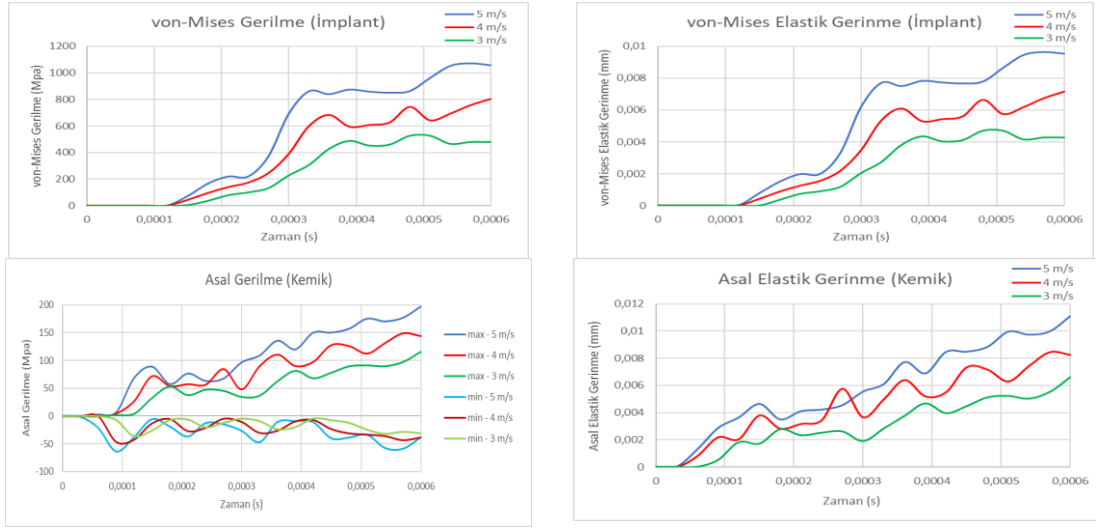 von-Mises Gerilme (İmplant)
5 m/s
4 m/s
3 m/s
von-Mises Gerilme (Mpa)
1200
1000
800
600
400
200
0
0
0,0001
0,0002
0,0003
0,0004
0,0005
0,0006
Zaman (s)
von-Mises Elastik Gerinme (İmplant)
5 m/s
4 m/s
3 m/s
von-Mises Elastik Gerinme (mm)
0,01
0,008
0,006
0,004
0,002
0
0
0,0001
0,0002
0,0003
0,0004
0,0005
0,0006
Zaman (s)
Asal Gerilme (Kemik)
Asal Gerilme (Mpa)
200
150
100
50
0
-50
-100
0
0,0001
0,0002
0,0003
0,0004
0,0005
0,0006
Zaman (s)
max - 5 m/s
max - 4 m/s
max - 3 m/s
min - 5 m/s
min - 4 m/s
min - 3 m/s
Asal Elastik Gerinme (Kemik)
5 m/s
4 m/s
3 m/s
Asal Elastik Gerinme (mm)
0,012
0,01
0,008
0,006
0,004
0,002
0
0
0,0001
0,0002
0,0003
0,0004
0,0005
0,0006
Zaman (s)